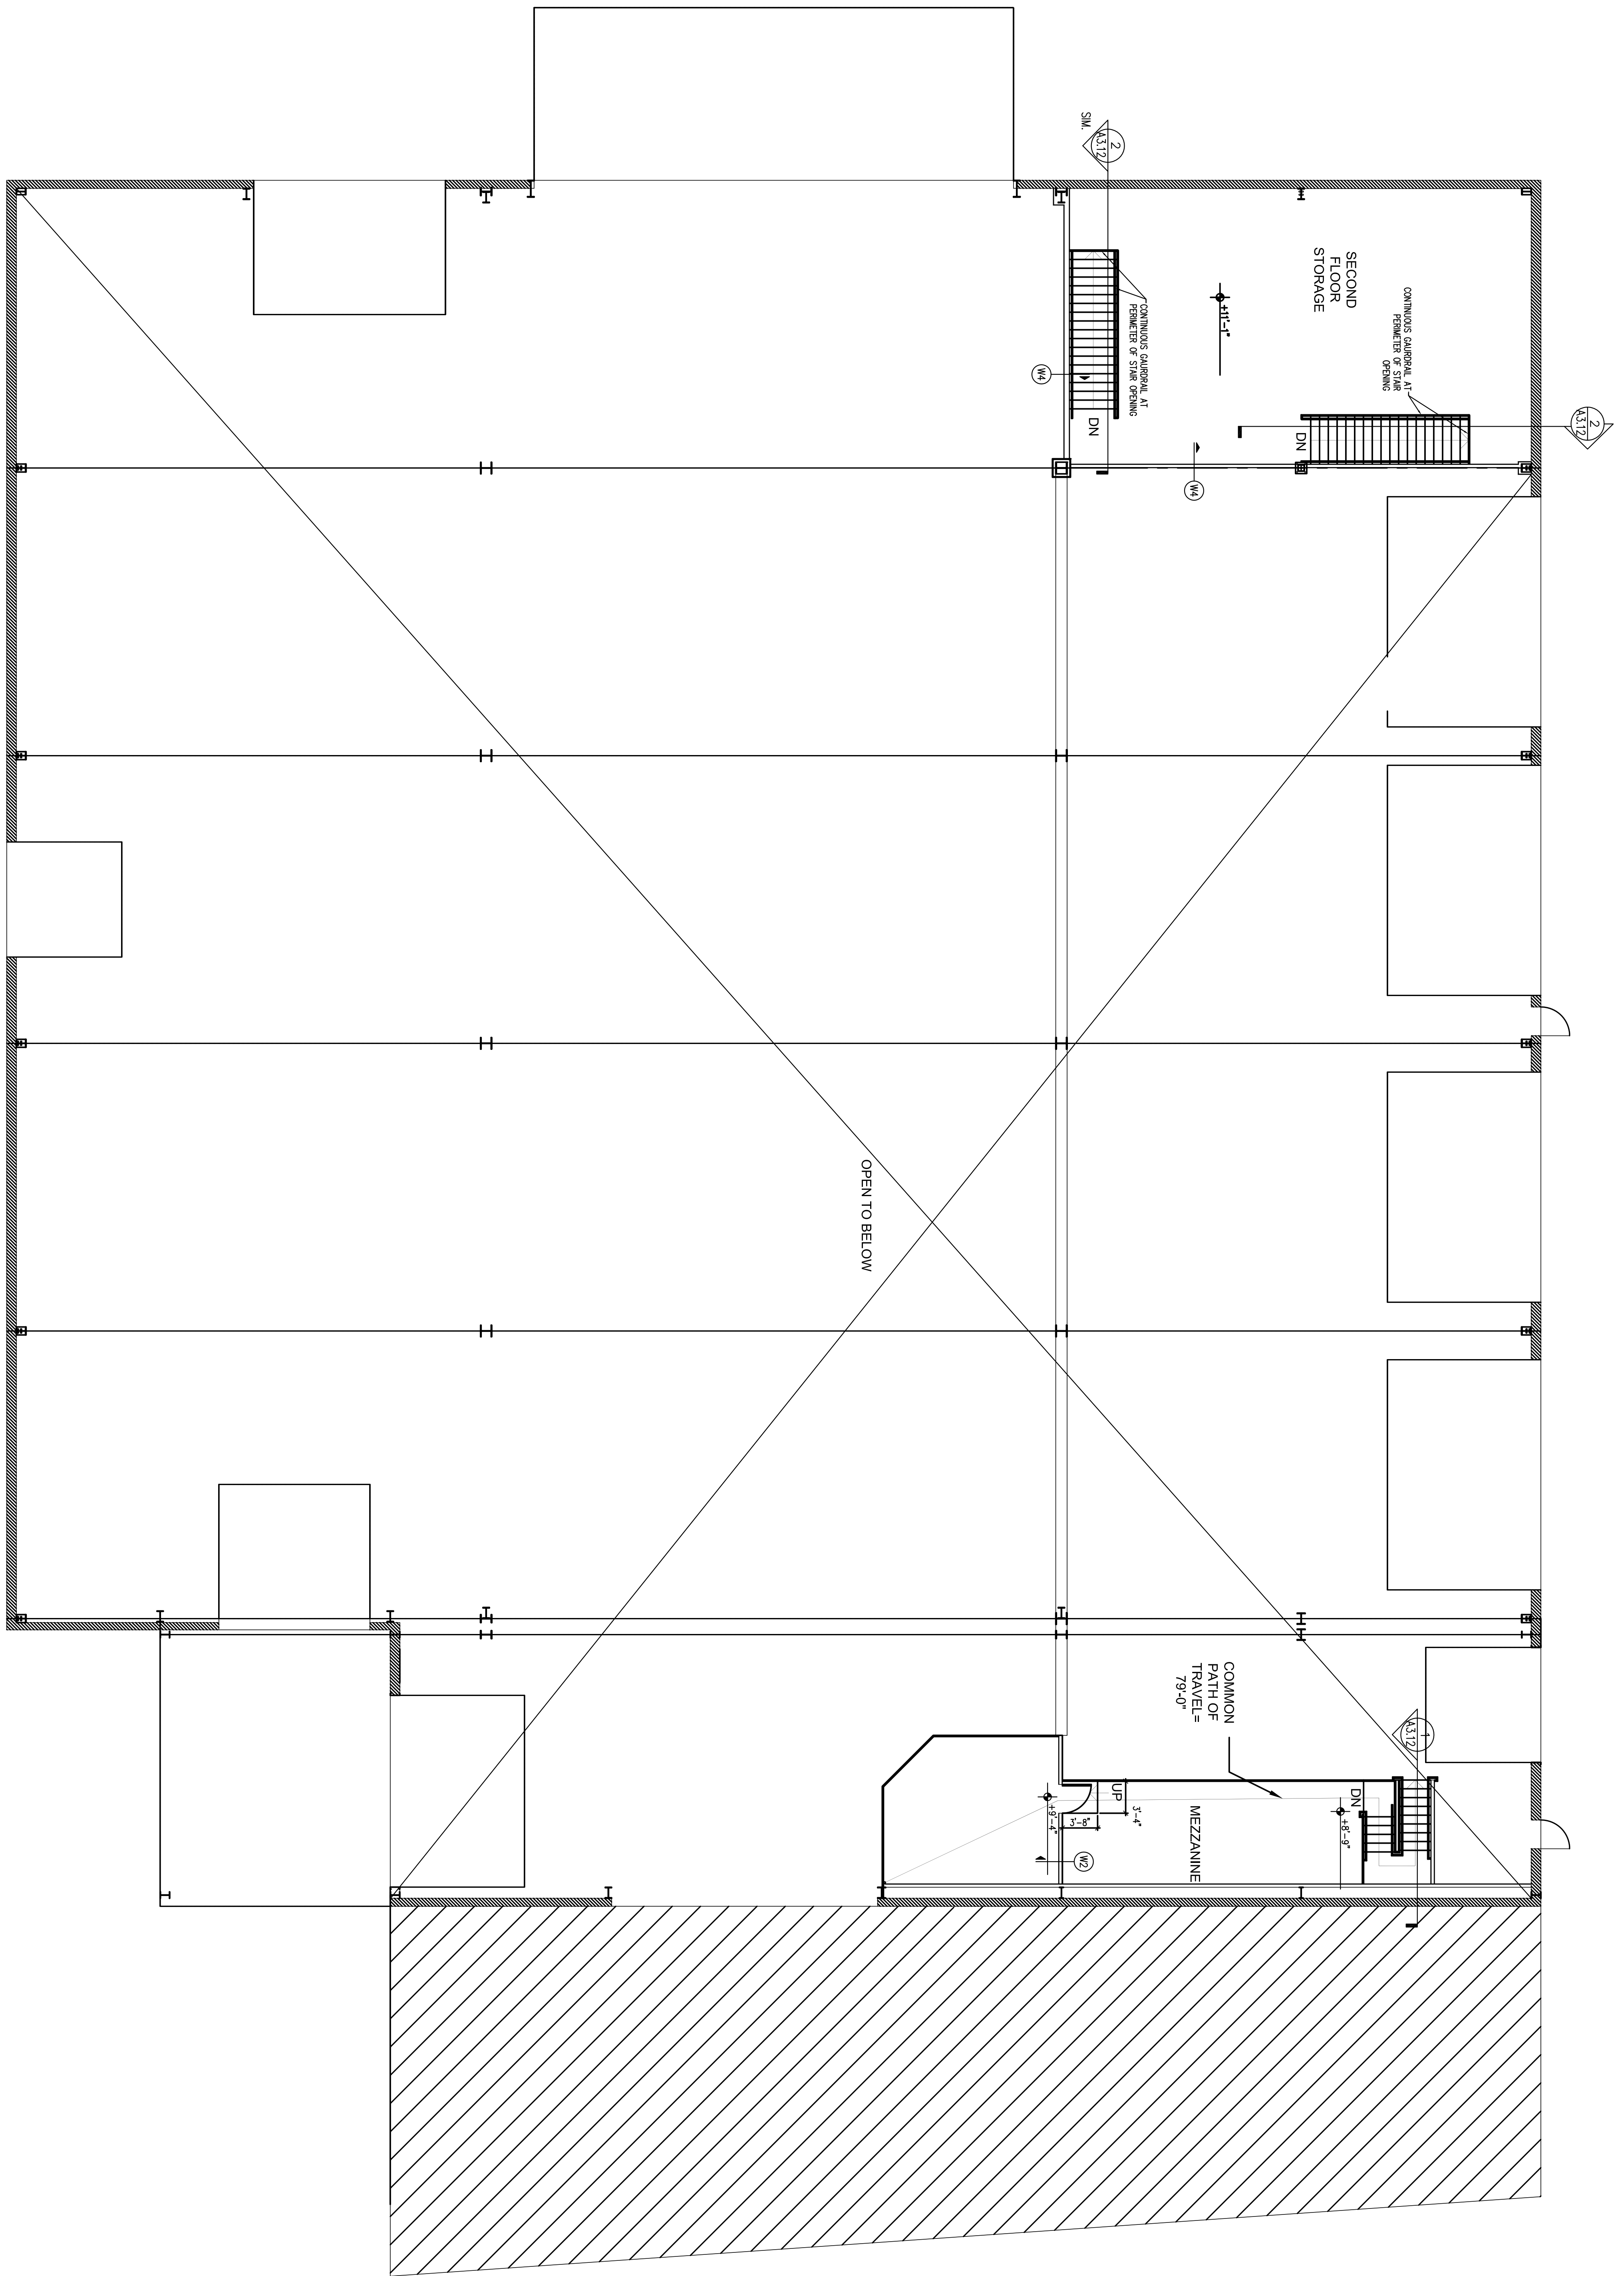 2
A3.12
SIM.
2
A3.12
SECOND
FLOOR
STORAGE
CONTINUOUS GAURDRAIL AT
PERIMETER OF STAIR
OPENING
+11'-1"
CONTINUOUS GAURDRAIL AT
PERIMETER OF STAIR OPENING
W4
DN
DN
W4
OPEN TO BELOW
COMMON
PATH OF
TRAVEL=
79'-0"
1
A3.12
UP
3'-4"
3'-8"
DN
+8'-9"
+9'-4"
MEZZANINE
W2